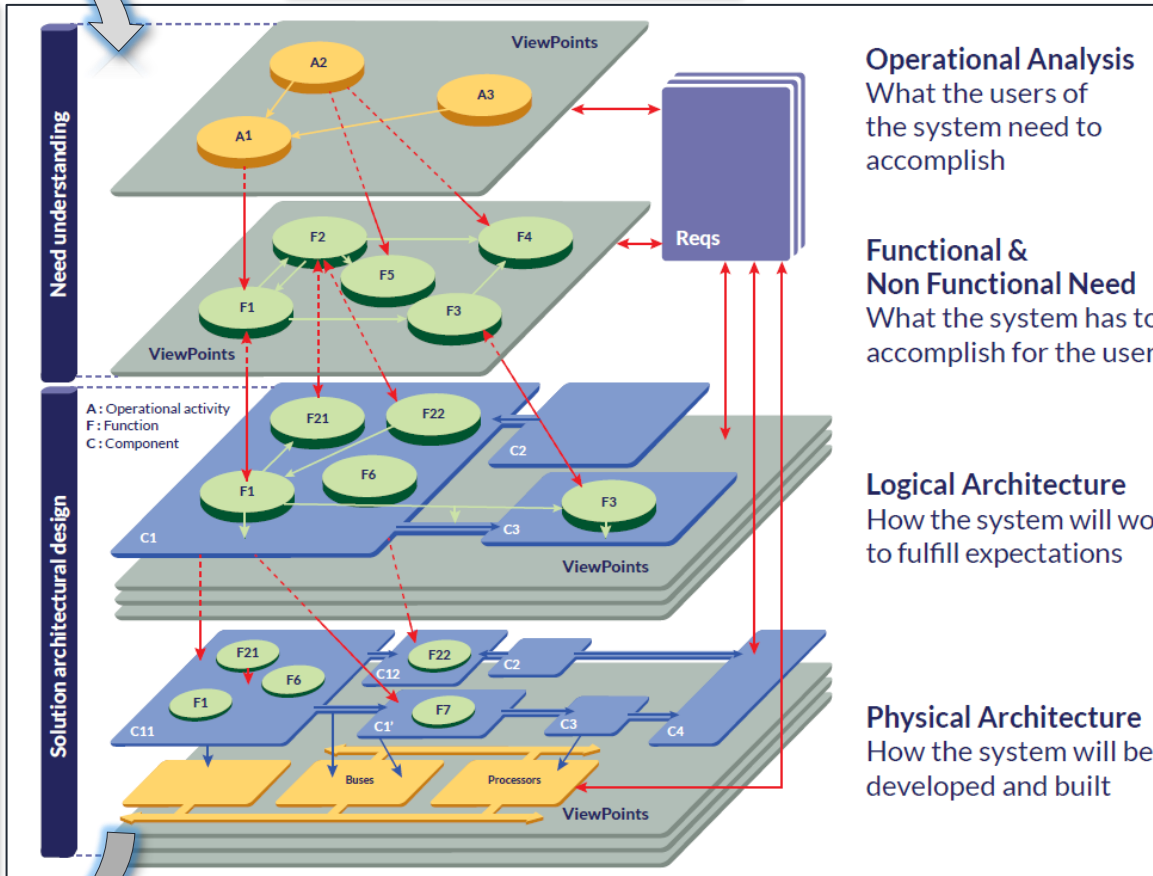 Need understanding
ViewPoints
A2
A3
A1
Reqs
F2
F4
F5
F1
F3
ViewPoints
Solution architectural design
A : Operational activity
F : Function
C : Component
F21
F22
C2
F6
F1
F3
C1
C3
ViewPoints
F21
F22
C2
C12
F6
F1
F7
C11
C1'
C3
C4
Buses
Processors
ViewPoints
Operational Analysis
What the users of
the system need to
accomplish
Functional &
Non Functional Need
What the system has to
accomplish for the user
Logical Architecture
How the system will wo
to fulfill expectations
Physical Architecture
How the system will be
developed and built